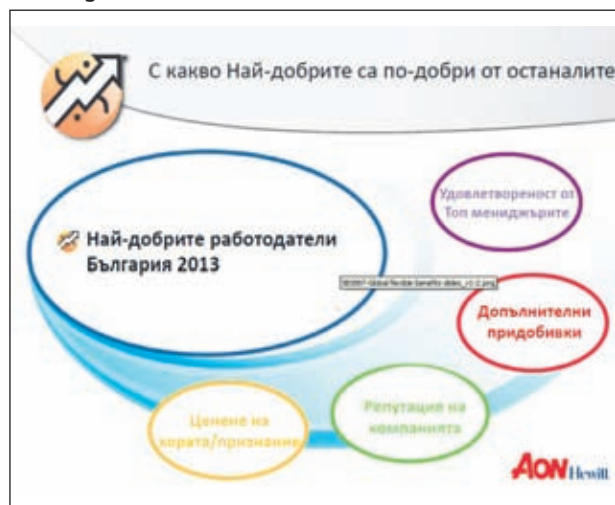 С какво Най-добрите са по-добри от останалите
Най-добрите работодатели
България 2013
Удовлетвореност от
Топ мениджърите
Допълнителни
придобивки
Репутация на
компанията
Ценене на
хората/признание
AON Hewitt